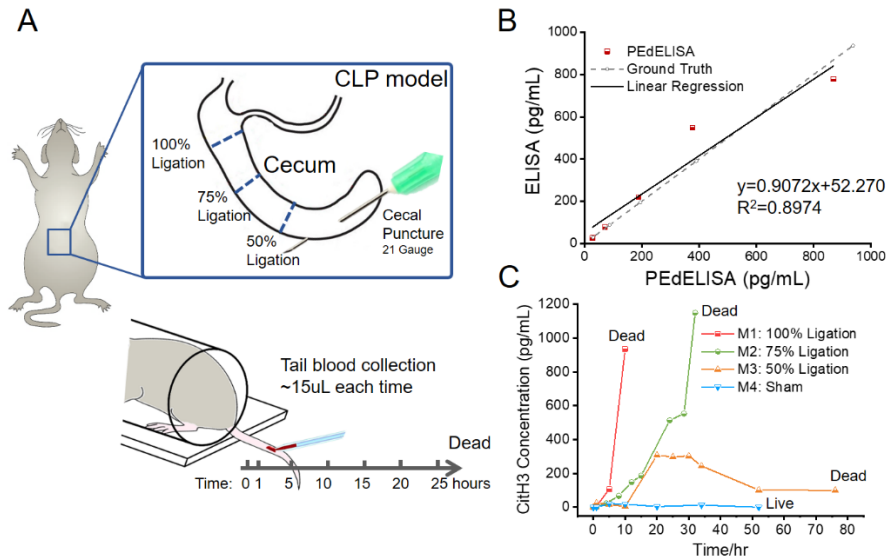 A
CLP model
100%
Ligation
Cecum
75%
Ligation
50%
Ligation
Cecal
Puncture
21 Gauge
Tail blood collection
~15uL each time
Dead
Time: 0 1 5 10 15 20 25 hours
B
1000
800
600
400
200
0
0 200 400 600 800 1000
ELISA (pg/mL)
PEdELISA (pg/mL)
PEdELISA
Ground Truth
Linear Regression
y=0.9072x+52.270
R²=0.8974
C
1200
1000
800
600
400
200
0
0 10 20 30 40 50 60 70 80
CitH3 Concentration (pg/mL)
Time/hr
Dead
Dead
M1: 100% Ligation
M2: 75% Ligation
M3: 50% Ligation
M4: Sham
Dead
Live